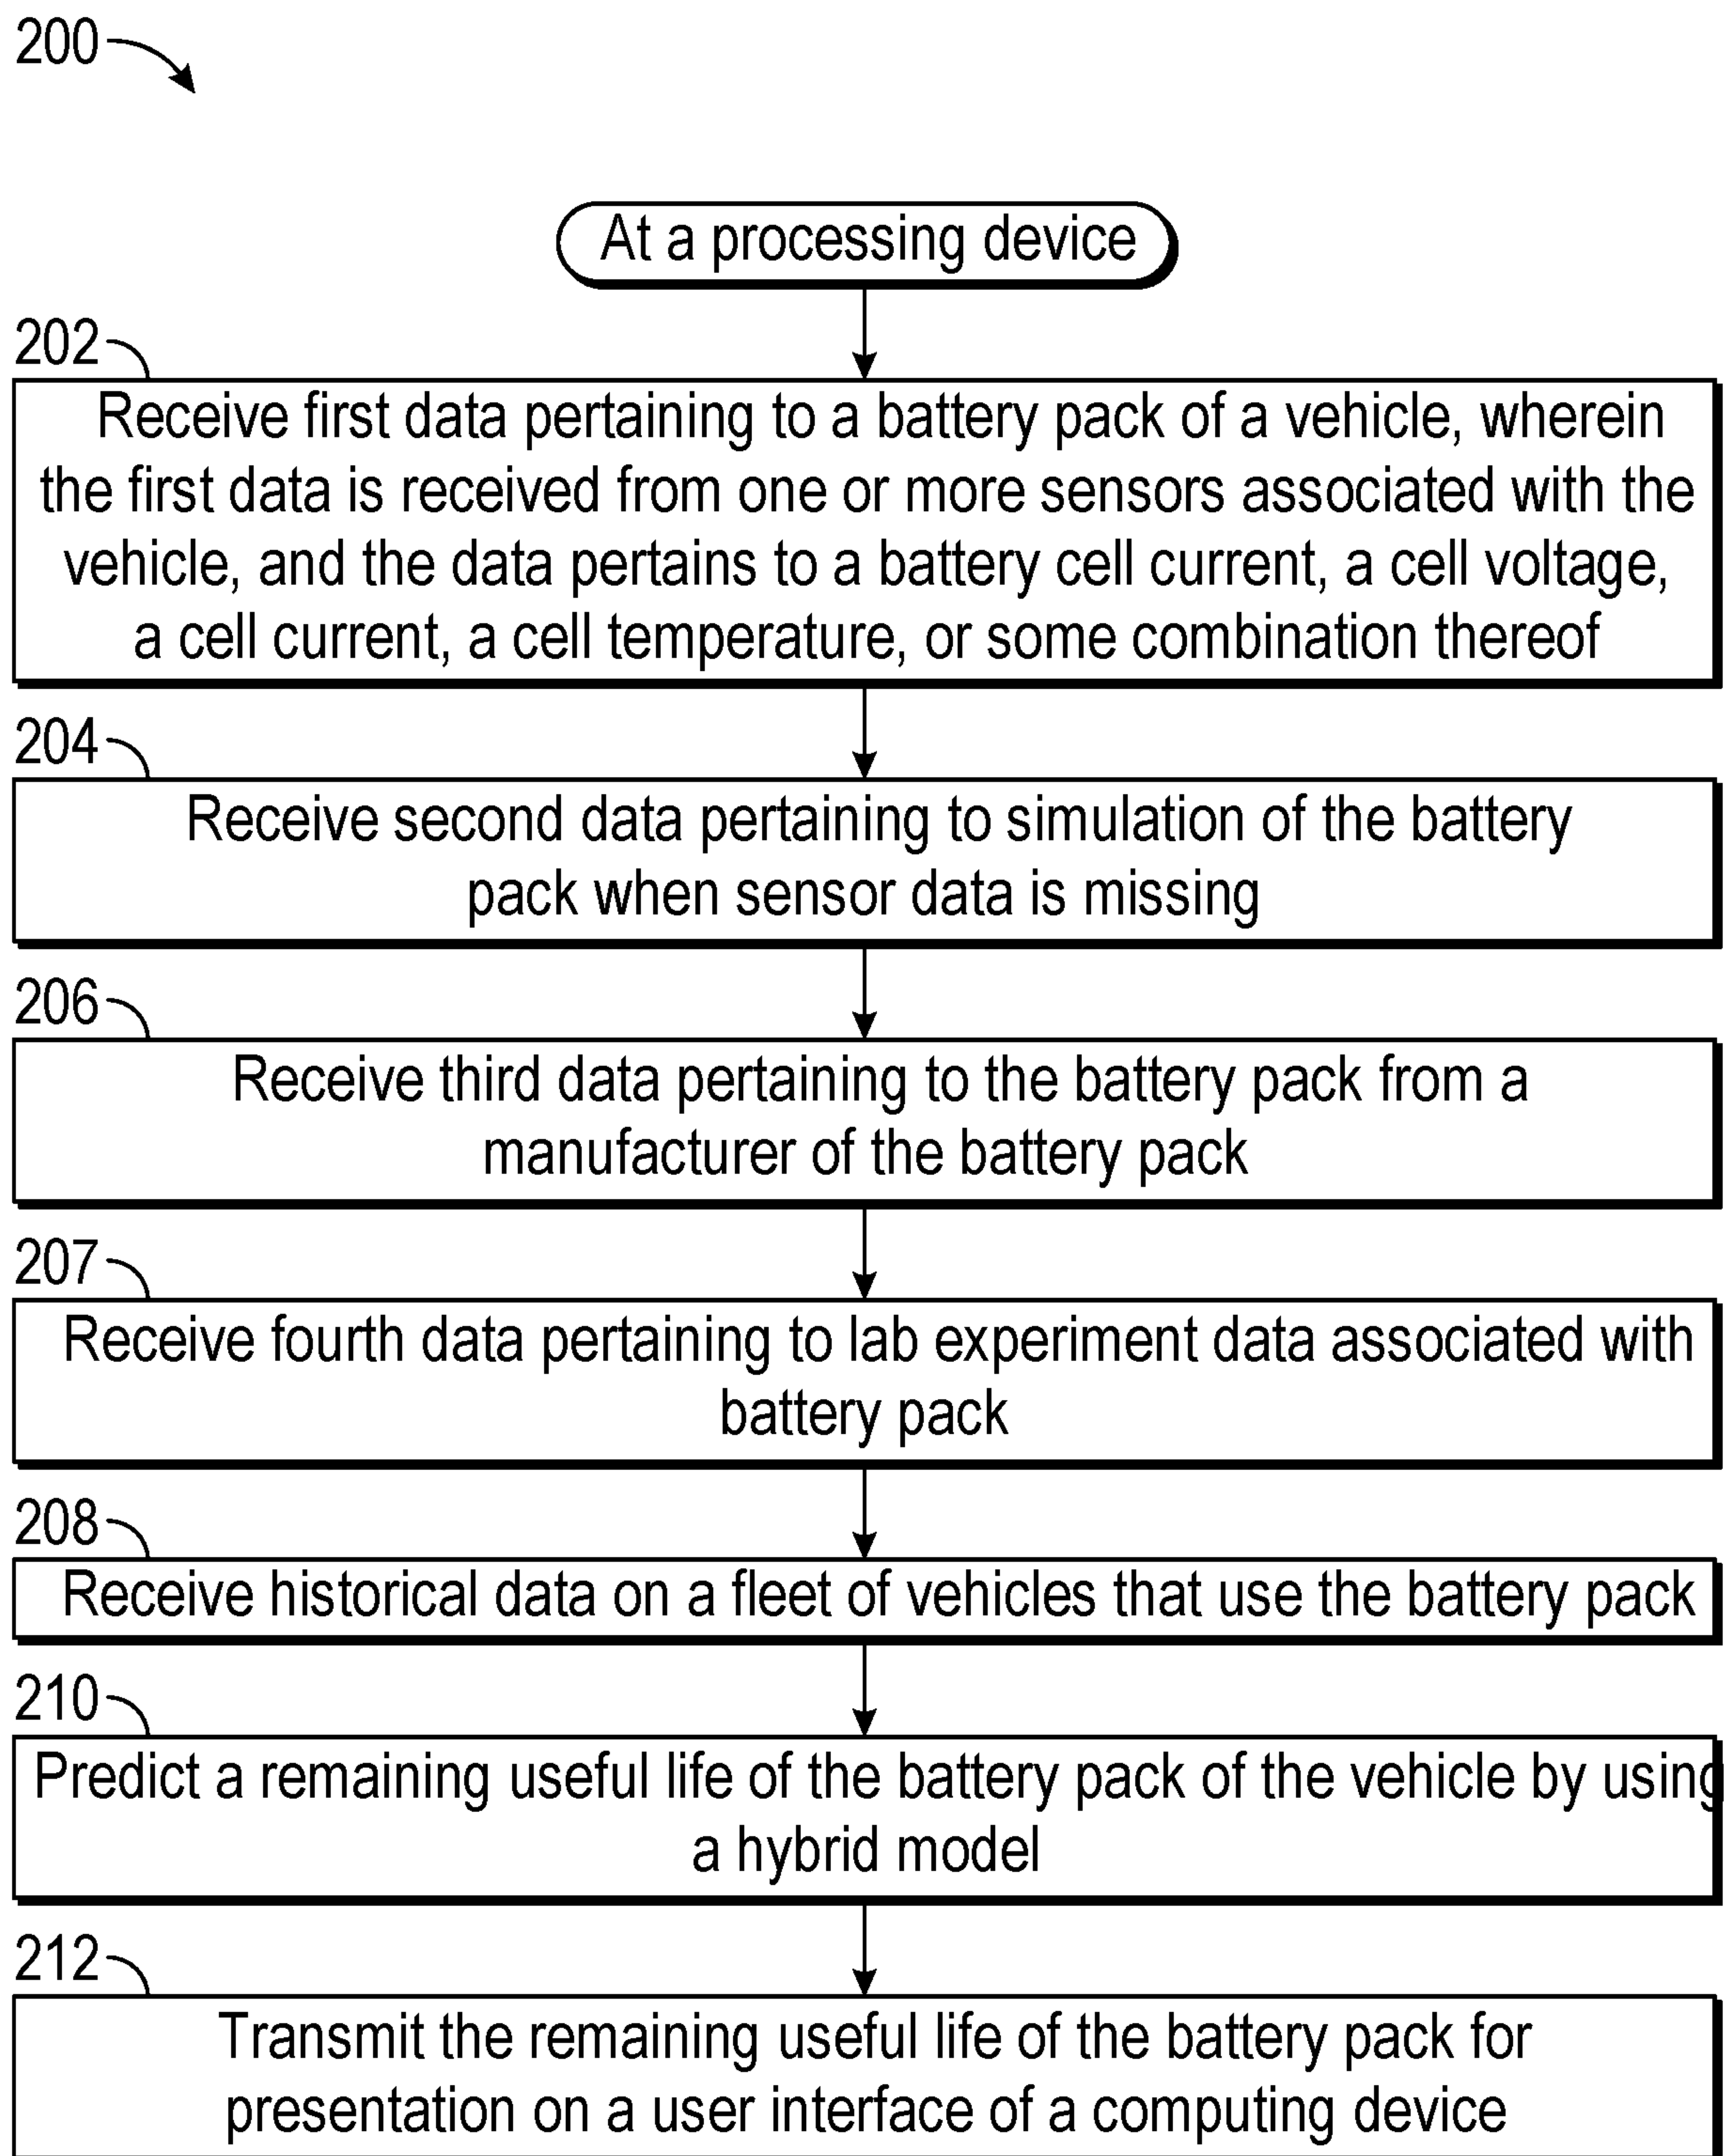 200
At a processing device
202
Receive first data pertaining to a battery pack of a vehicle, wherein
the first data is received from one or more sensors associated with the
vehicle, and the data pertains to a battery cell current, a cell voltage,
a cell current, a cell temperature, or some combination thereof
204
Receive second data pertaining to simulation of the battery
pack when sensor data is missing
206
Receive third data pertaining to the battery pack from a
manufacturer of the battery pack
207
Receive fourth data pertaining to lab experiment data associated with
battery pack
208
Receive historical data on a fleet of vehicles that use the battery pack
210
Predict a remaining useful life of the battery pack of the vehicle by using
a hybrid model
212
Transmit the remaining useful life of the battery pack for
presentation on a user interface of a computing device